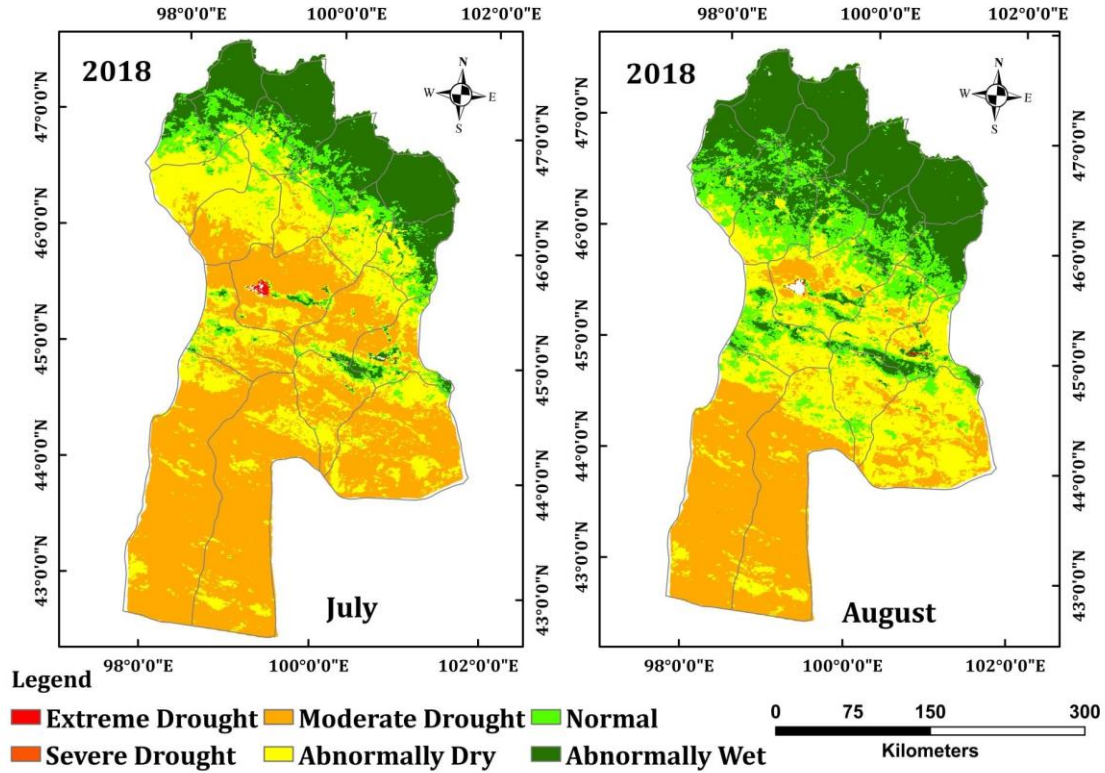 98°0'0"E 100°0'0"E 102°0'0"E
98°0'0"E 100°0'0"E 102°0'0"E
2018
N
W E
S
2018
N
W E
S
47°0'0"N
46°0'0"N
45°0'0"N
44°0'0"N
43°0'0"N
47°0'0"N
46°0'0"N
45°0'0"N
44°0'0"N
43°0'0"N
47°0'0"N
46°0'0"N
45°0'0"N
44°0'0"N
43°0'0"N
47°0'0"N
46°0'0"N
45°0'0"N
44°0'0"N
43°0'0"N
July
August
98°0'0"E 100°0'0"E 102°0'0"E
98°0'0"E 100°0'0"E 102°0'0"E
Legend
Extreme Drought Moderate Drought Normal
Severe Drought Abnormally Dry Abnormally Wet
0 75 150 300
Kilometers